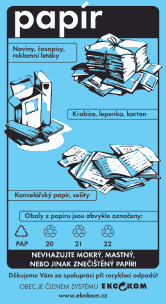 papír
Noviny, časopisy,
reklamní letáky
Krabice, lepenka, karton
Kancelářský papír, sešity
Obaly z papíru jsou obvykle označeny:
PAP 20 21 22
NEVHAZUJTE MOKRÝ, MASTNÝ,
NEBO JINAK ZNEČIŠTĚNÝ PAPÍR!
Děkujeme Vám za spolupráci při recyklaci odpadů!
OBEC JE ČLENEM SYSTÉMU EKOKOM
www.ekokom.cz